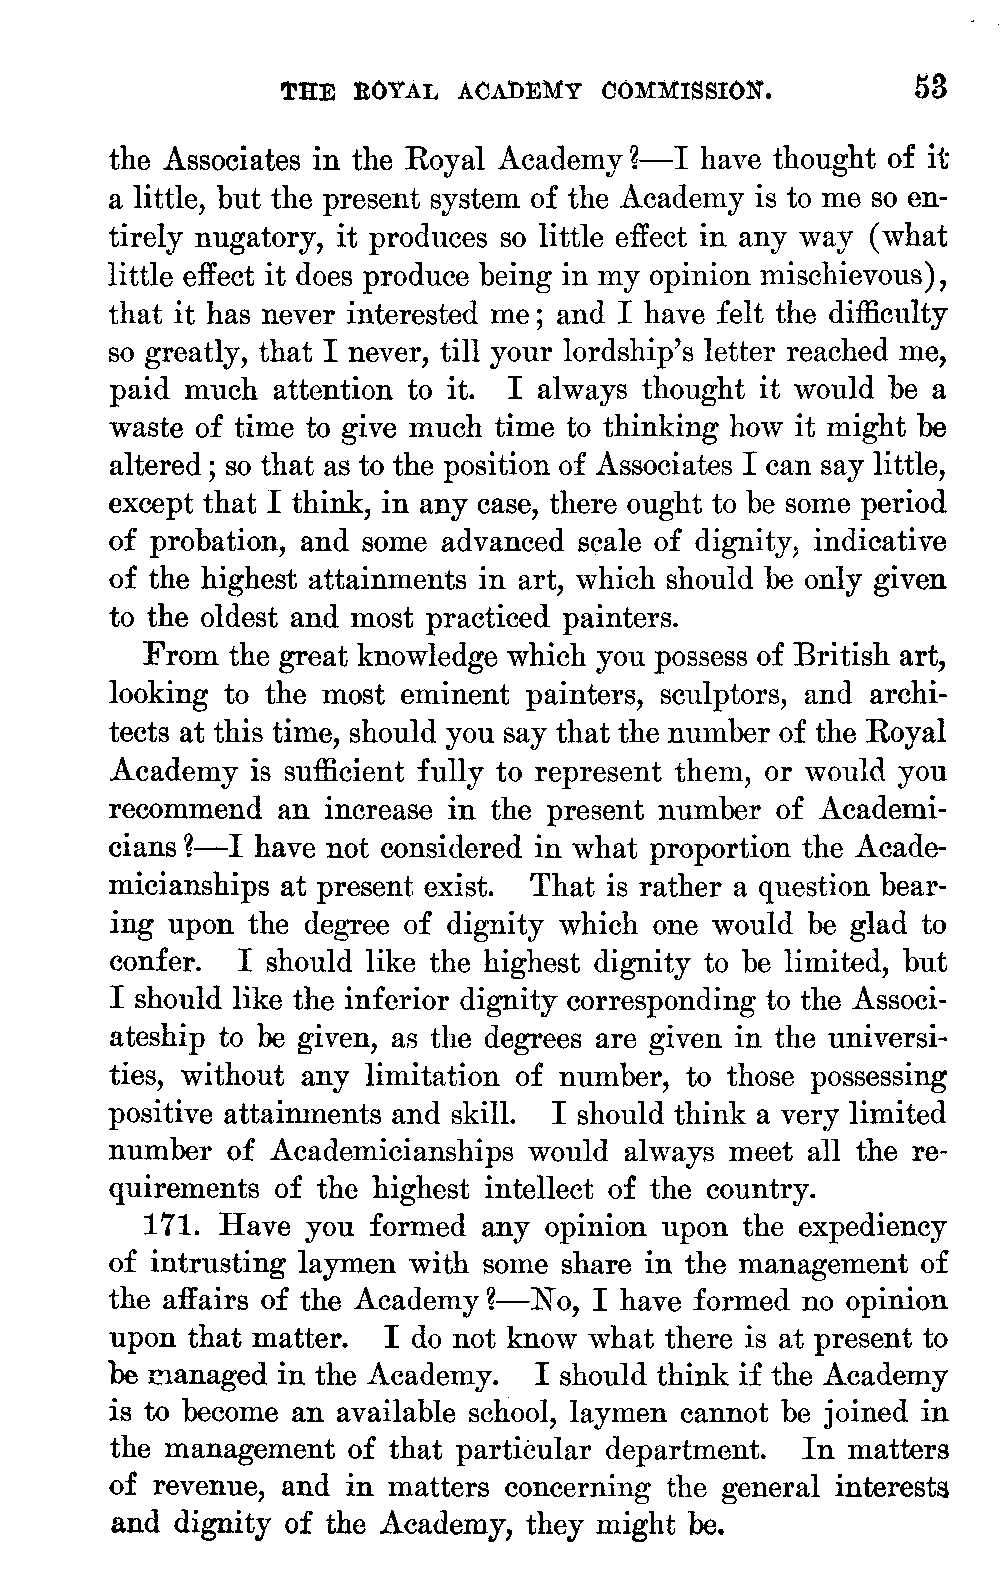 THE ROYAL ACADEMY COMMISSION. 53
the Associates in the Royal Academy?—I have thought of it
a little, but the present system of the Academy is to me so en-
tirely nugatory, it produces so little effect in any way (what
little effect it does produce being in my opinion mischievous),
that it has never interested me; and I have felt the difficulty
so greatly, that I never, till your lordship's letter reached me,
paid much attention to it. I always thought it would be a
waste of time to give much time to thinking how it might be
altered; so that as to the position of Associates I can say little,
except that I think, in any case, there ought to be some period
of probation, and some advanced scale of dignity, indicative
of the highest attainments in art, which should be only given
to the oldest and most practiced painters.
From the great knowledge which you possess of British art,
looking to the most eminent painters, sculptors, and archi-
tects at this time, should you say that the number of the Royal
Academy is sufficient fully to represent them, or would you
recommend an increase in the present number of Academi-
cians?—I have not considered in what proportion the Acade-
micianships at present exist. That is rather a question bear-
ing upon the degree of dignity which one would be glad to
confer. I should like the highest dignity to be limited, but
I should like the inferior dignity corresponding to the Associ-
ateship to be given, as the degrees are given in the universi-
ties, without any limitation of number, to those possessing
positive attainments and skill. I should think a very limited
number of Academicianships would always meet all the re-
quirements of the highest intellect of the country.
171. Have you formed any opinion upon the expediency
of intrusting laymen with some share in the management of
the affairs of the Academy?—No, I have formed no opinion
upon that matter. I do not know what there is at present to
be managed in the Academy. I should think if the Academy
is to become an available school, laymen cannot be joined in
the management of that particular department. In matters
of revenue, and in matters concerning the general interests
and dignity of the Academy, they might be.